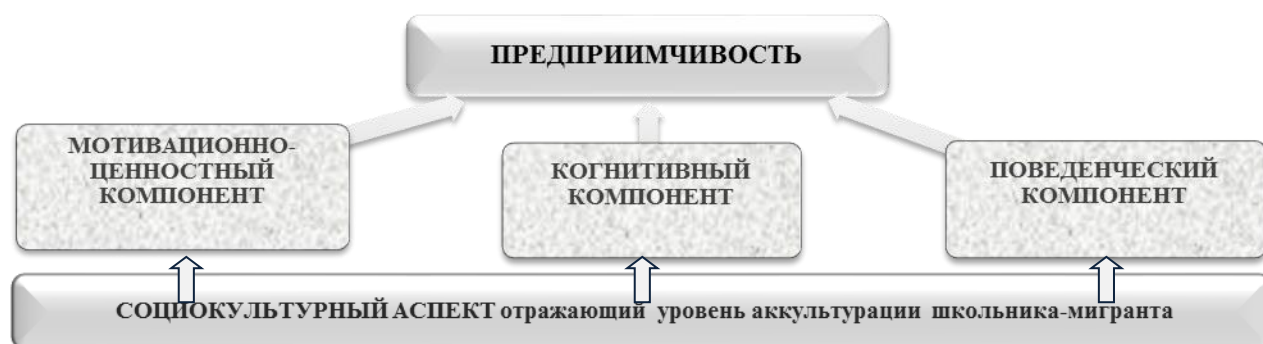 ПРЕДПРИИМЧИВОСТЬ
МОТИВАЦИОННО-
ЦЕННОСТНЫЙ
КОМПОНЕНТ
КОГНИТИВНЫЙ
КОМПОНЕНТ
ПОВЕДЕНЧЕСКИЙ
КОМПОНЕНТ
СОЦИОКУЛЬТУРНЫЙ АСПЕКТ отражающий уровень аккультурации школьника-мигранта